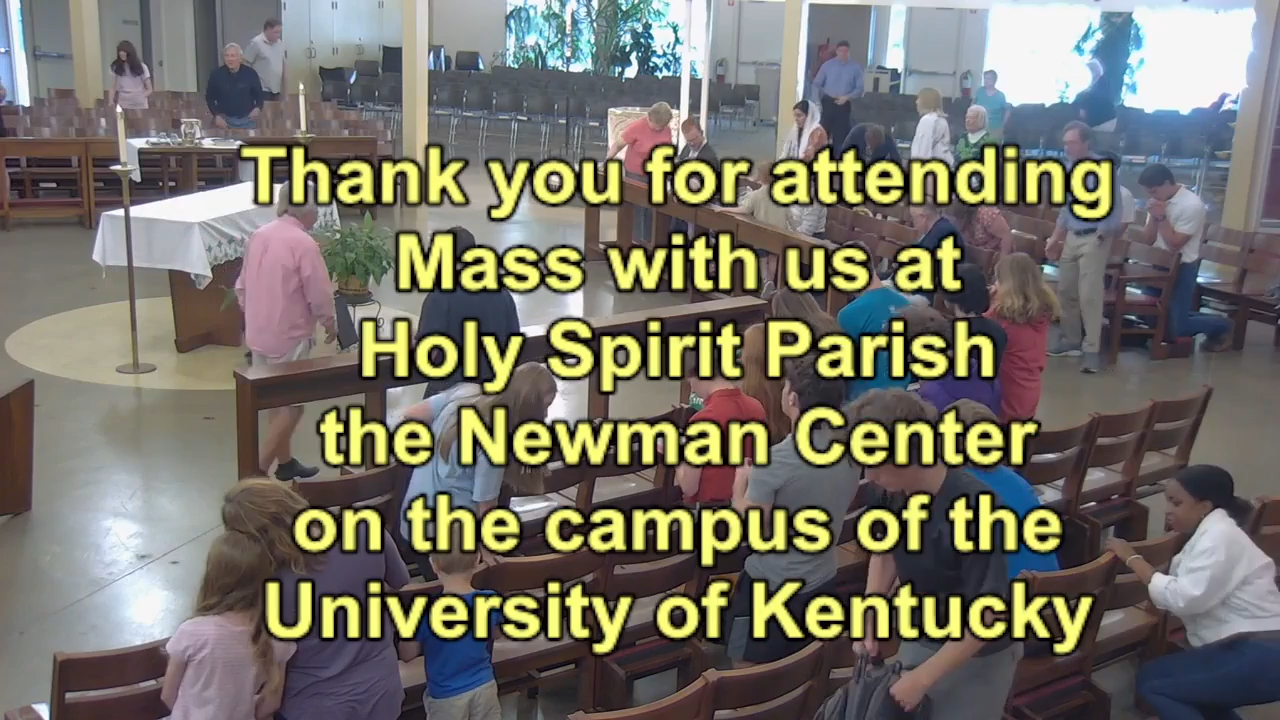 Thank you for attending
Mass with us at
Holy Spirit Parish
the Newman Center
on the campus of the
University of Kentucky